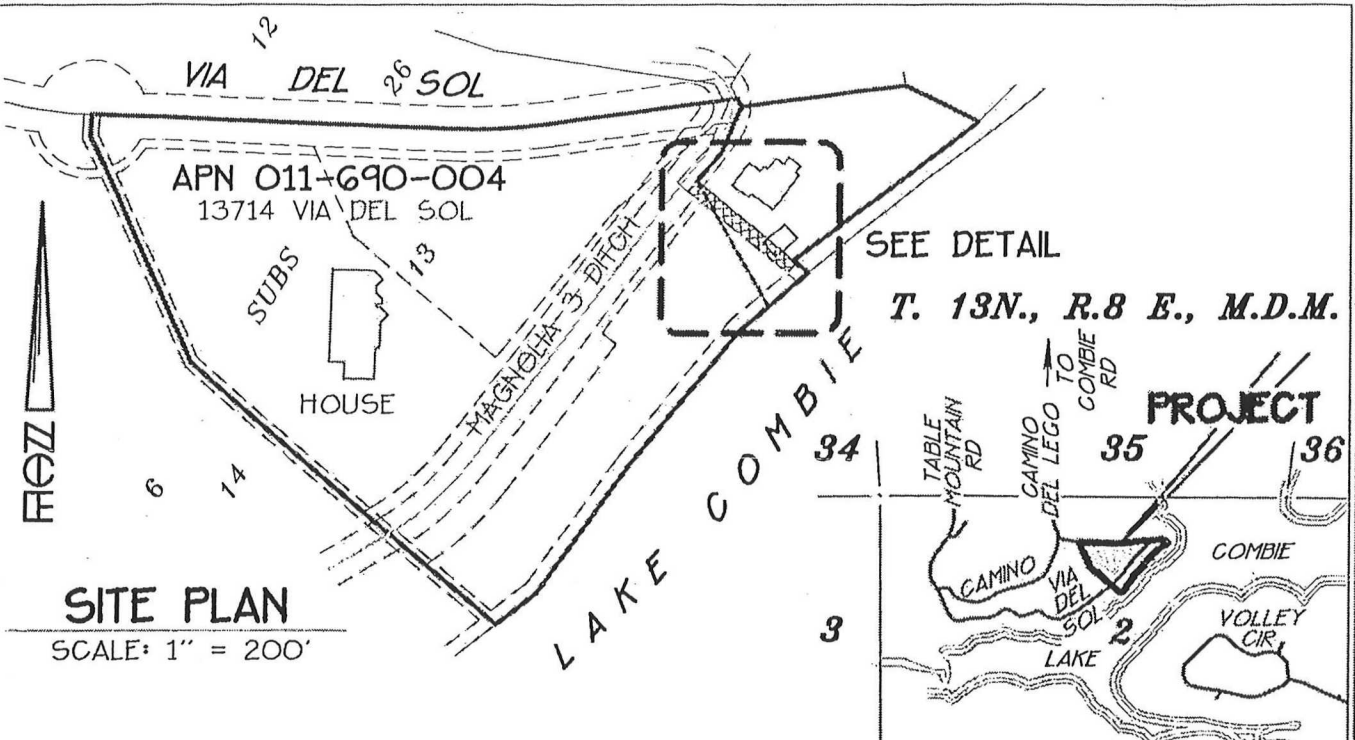 12
VIA DEL SOL
26
APN 011-690-004
13714 VIA DEL SOL
SUBS
13
MAGNOLIA 3 DITCH
HOUSE
6
14
SEE DETAIL
LAKE COMBIE
SITE PLAN
SCALE: 1" = 200'
T. 13N., R.8 E., M.D.M.
TABLE
MOUNTAIN
RD
CAMINO
DEL LEGO
TO
COMBIE
RD
PROJECT
34
35
36
CAMINO
VIA
DEL
SOL
COMBIE
3
2
LAKE
VOLLEY
CIR